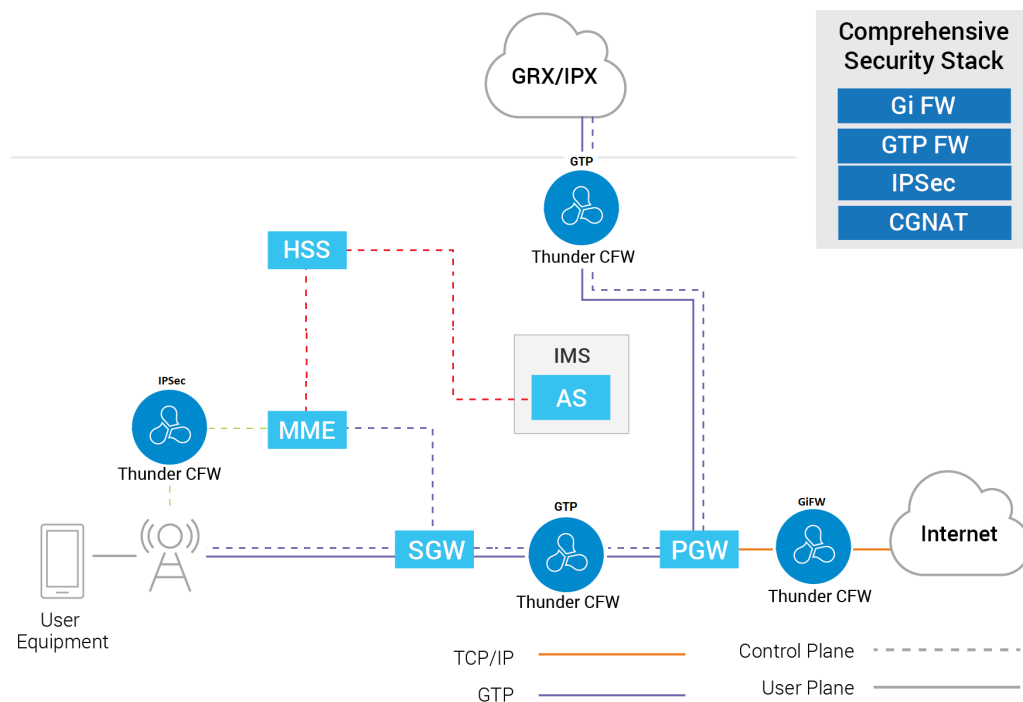 Comprehensive
Security Stack
Gi FW
GTP FW
IPSec
CGNAT
GRX/IPX
GTP
Thunder CFW
HSS
IMS
AS
IPSec
Thunder CFW
MME
GTP
Thunder CFW
SGW
PGW
GiFW
Thunder CFW
Internet
User
Equipment
TCP/IP
GTP
Control Plane
User Plane